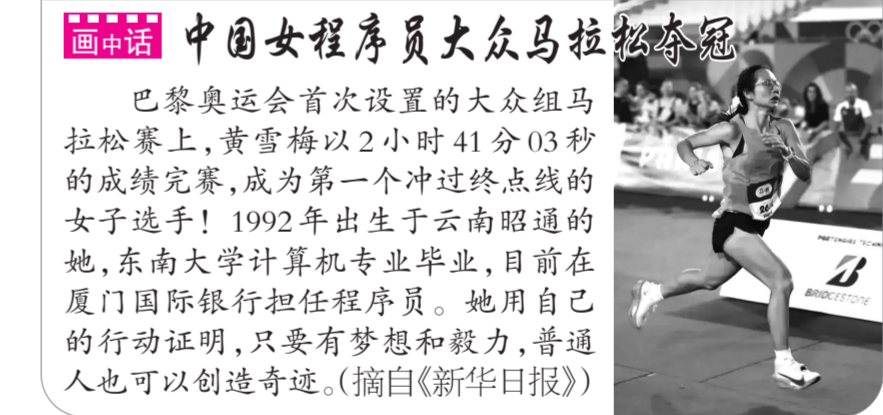 画中话
中国女程序员大众马拉松夺冠
巴黎奥运会首次设置的大众组马
拉松赛上,黄雪梅以2小时41分03秒
的成绩完赛,成为第一个冲过终点线的
女子选手！1992年出生于云南昭通的
她,东南大学计算机专业毕业,目前在
厦门国际银行担任程序员。她用自己
的行动证明,只要有梦想和毅力,普通
人也可以创造奇迹。(摘自《新华日报》)
BRIDGESTONE